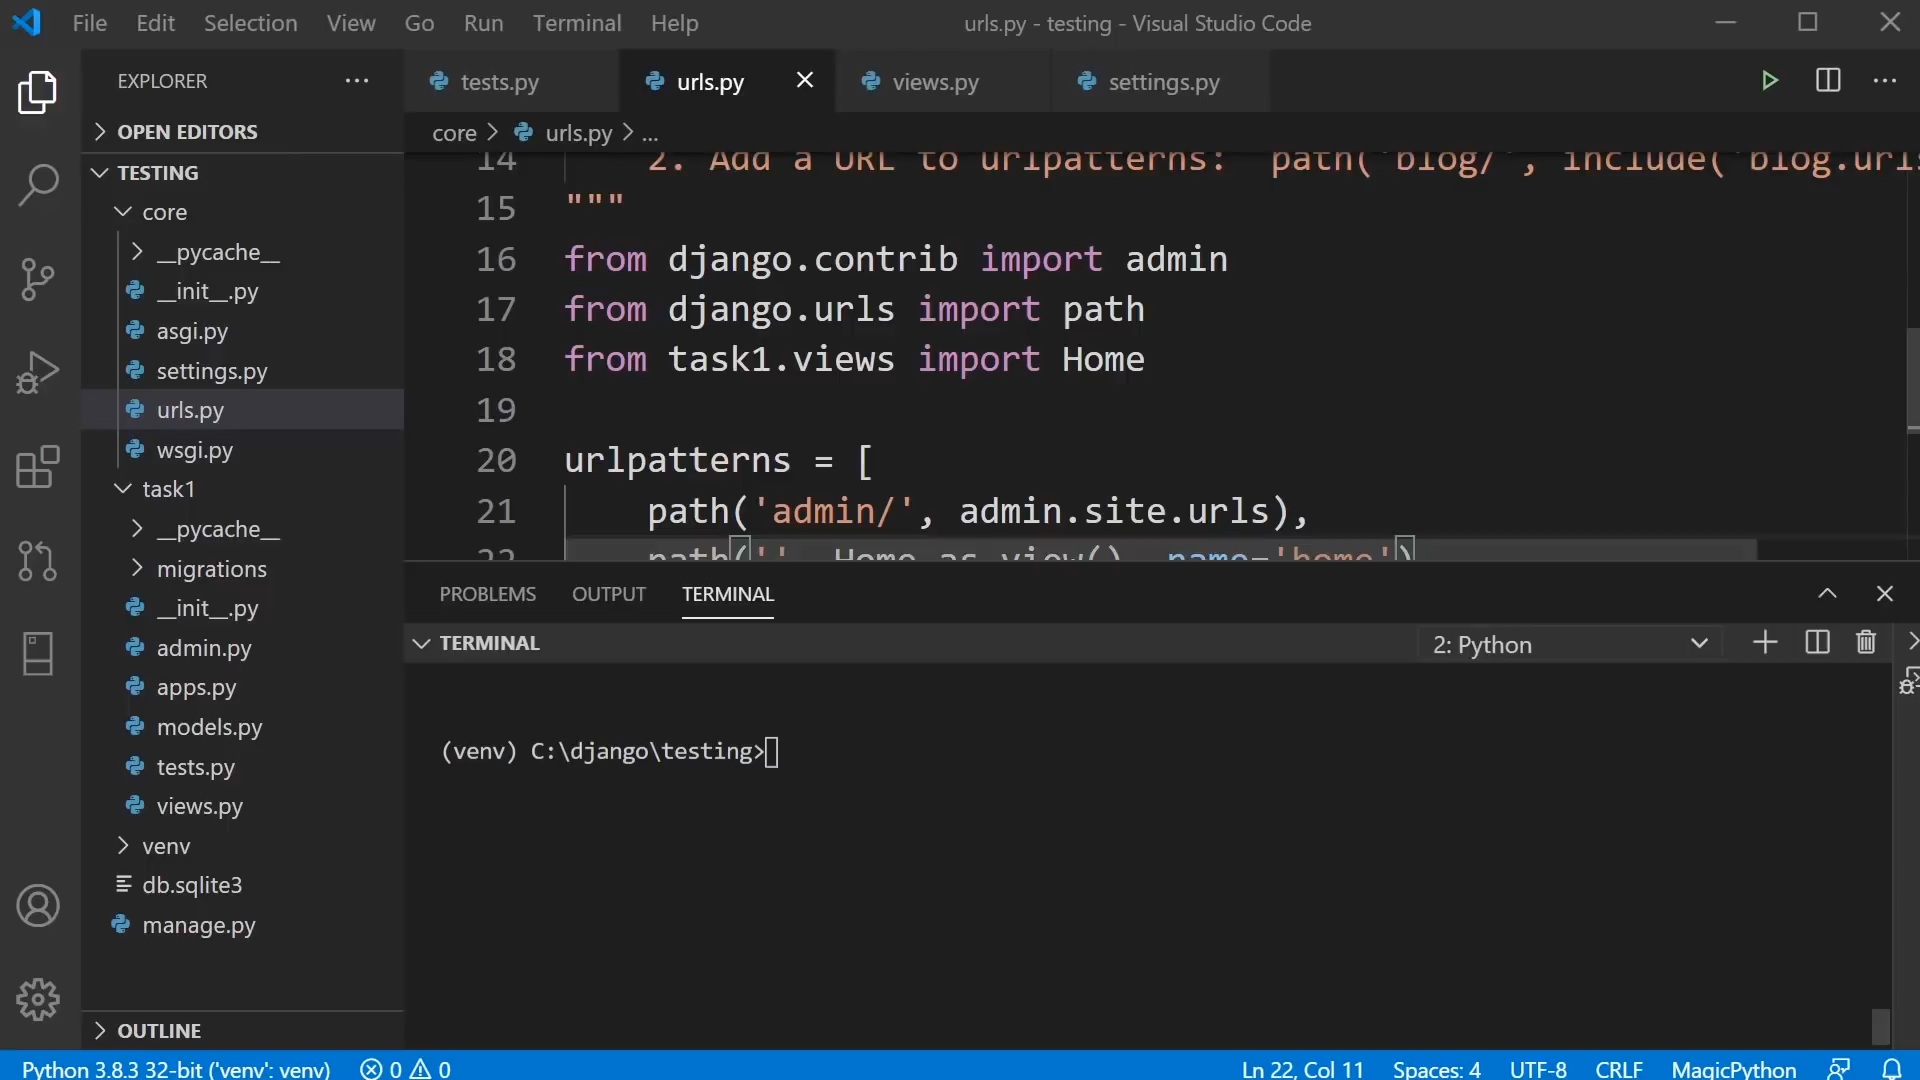 File Edit Selection View Go Run Terminal Help
urls.py - testing - Visual Studio Code
EXPLORER
tests.py
urls.py
views.py
settings.py
OPEN EDITORS
core > urls.py > ...
TESTING
core
__pycache__
__init__.py
asgi.py
settings.py
urls.py
wsgi.py
task1
__pycache__
migrations
__init__.py
admin.py
apps.py
models.py
tests.py
views.py
venv
db.sqlite3
manage.py
OUTLINE
14 2. Add a URL to urlpatterns:  path('blog/', include('blog.urls
15 """
16 from django.contrib import admin
17 from django.urls import path
18 from task1.views import Home
19
20 urlpatterns = [
21 path('admin/', admin.site.urls),
22 path('', Home.as_view(), name='home')
PROBLEMS OUTPUT TERMINAL
TERMINAL
2: Python
(venv) C:\django\testing>
Python 3.8.3 32-bit ('venv': venv) 0 0
Ln 22, Col 11 Spaces: 4 UTF-8 CRLF MagicPython